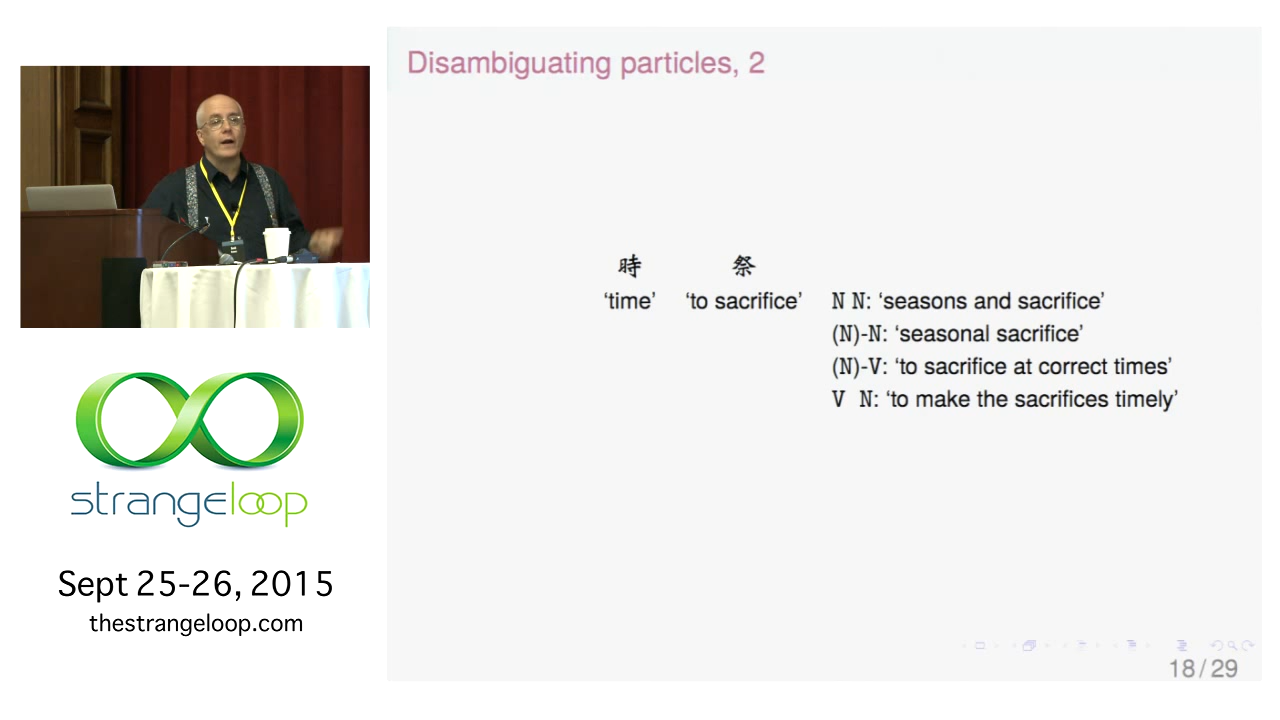 Disambiguating particles, 2
時 祭
‘time’ ‘to sacrifice’ N N: ‘seasons and sacrifice’
(N)-N: ‘seasonal sacrifice’
(N)-V: ‘to sacrifice at correct times’
V N: ‘to make the sacrifices timely’
18/29
strangeloop
Sept 25-26, 2015
thestrangeloop.com